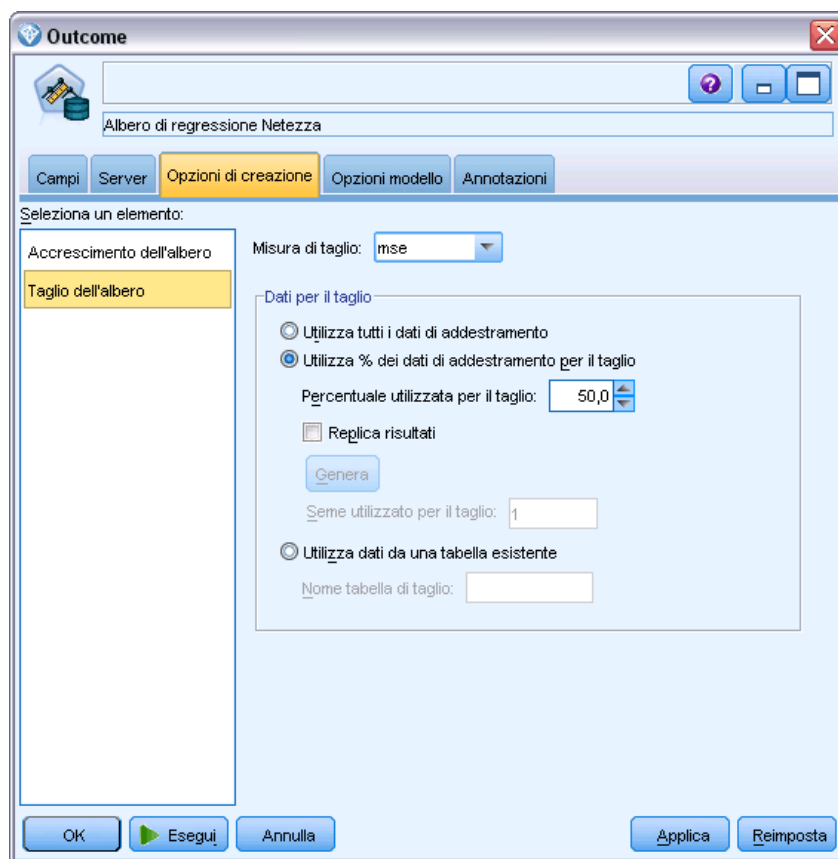 Outcome
Albero di regressione Netezza
Campi Server Opzioni di creazione Opzioni modello Annotazioni
Seleziona un elemento:
Accrescimento dell'albero
Taglio dell'albero
Misura di taglio: mse
Dati per il taglio
Utilizza tutti i dati di addestramento
Utilizza % dei dati di addestramento per il taglio
Percentuale utilizzata per il taglio: 50,0
Replica risultati
Genera
Seme utilizzato per il taglio: 1
Utilizza dati da una tabella esistente
Nome tabella di taglio:
OK Esegui Annulla Applica Reimposta